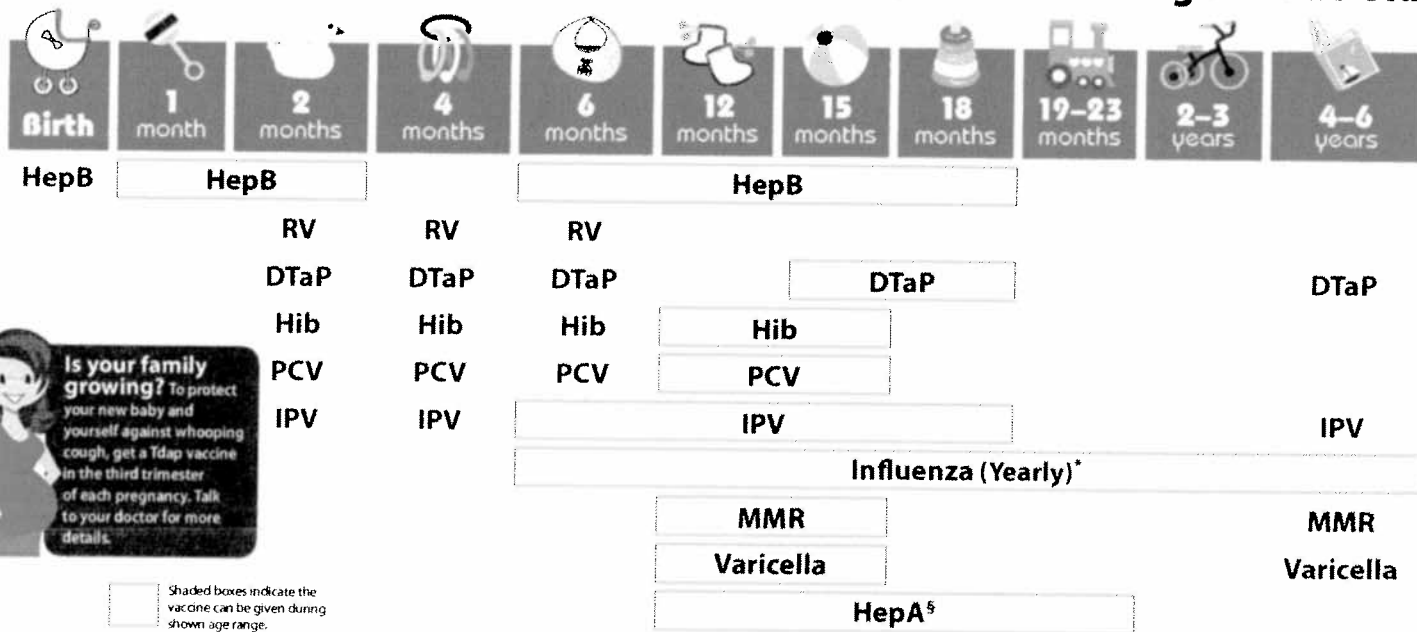 Birth
1
month
2
months
4
months
6
months
12
months
15
months
18
months
19–23
months
2–3
years
4–6
years
HepB HepB HepB
RV RV RV
DTaP DTaP DTaP DTaP DTaP
Hib Hib Hib Hib
PCV PCV PCV PCV
IPV IPV IPV IPV
Influenza (Yearly)*
MMR MMR
Varicella Varicella
HepA§
Is your family
growing? To protect
your new baby and
yourself against whooping
cough, get a Tdap vaccine
in the third trimester
of each pregnancy. Talk
to your doctor for more
details.
Shaded boxes indicate the
vaccine can be given during
shown age range.